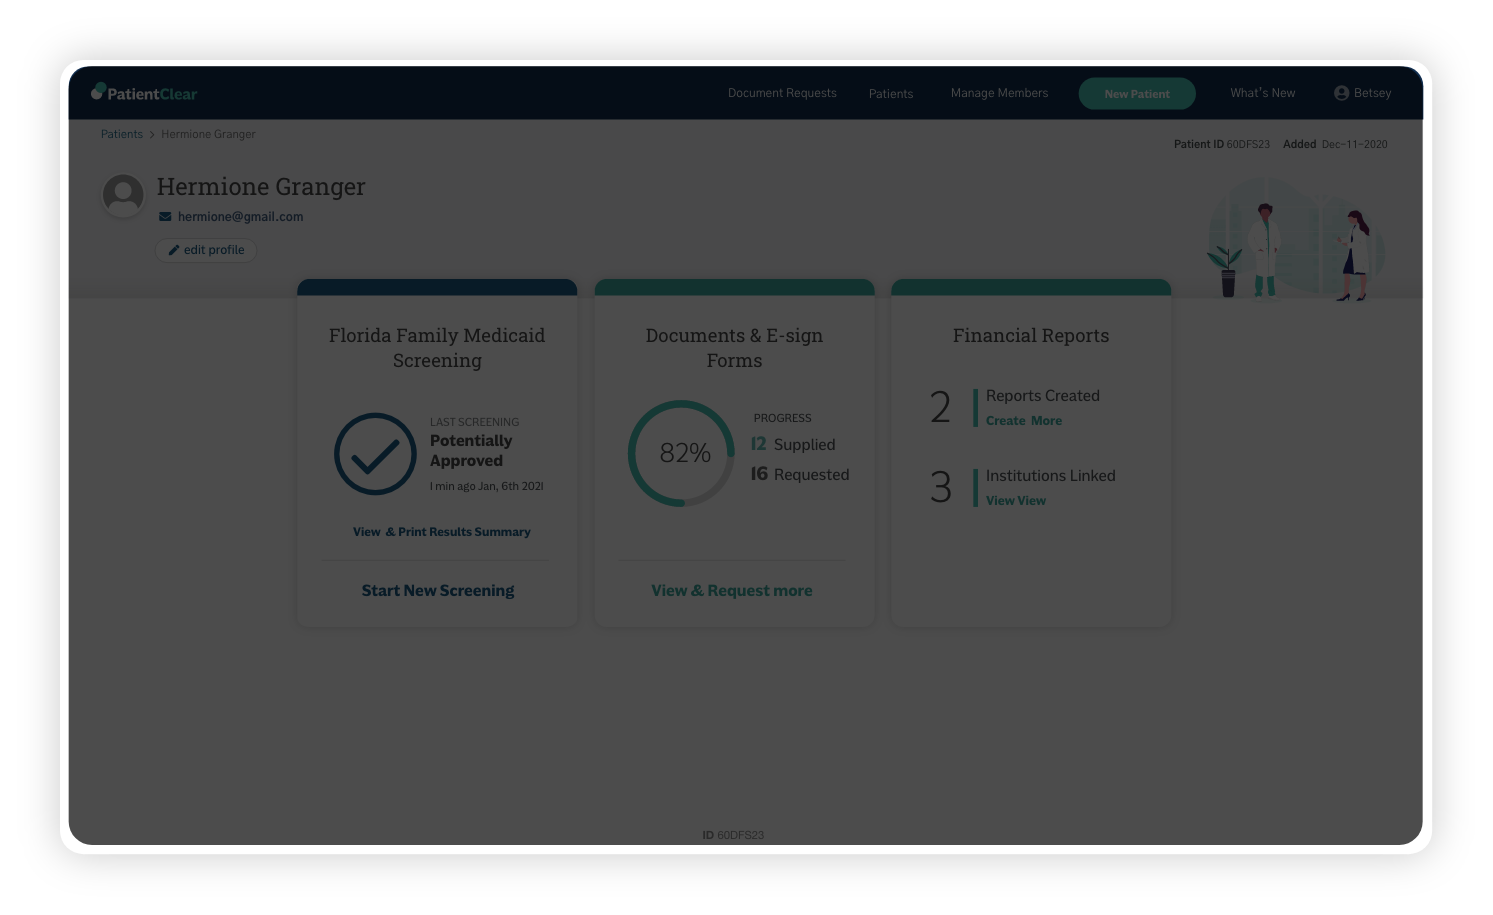 PatientClear
Document Requests
Patients
Manage Members
New Patient
What's New
Betsey
Patients > Hermione Granger
Patient ID 60DFS23 Added Dec-11-2020
Hermione Granger
hermione@gmail.com
edit profile
Florida Family Medicaid
Screening
LAST SCREENING
Potentially
Approved
1 min ago Jan, 6th 2021
View & Print Results Summary
Start New Screening
Documents & E-sign
Forms
82%
PROGRESS
12 Supplied
16 Requested
View & Request more
Financial Reports
2 Reports Created
Create More
3 Institutions Linked
View View
ID 60DFS23